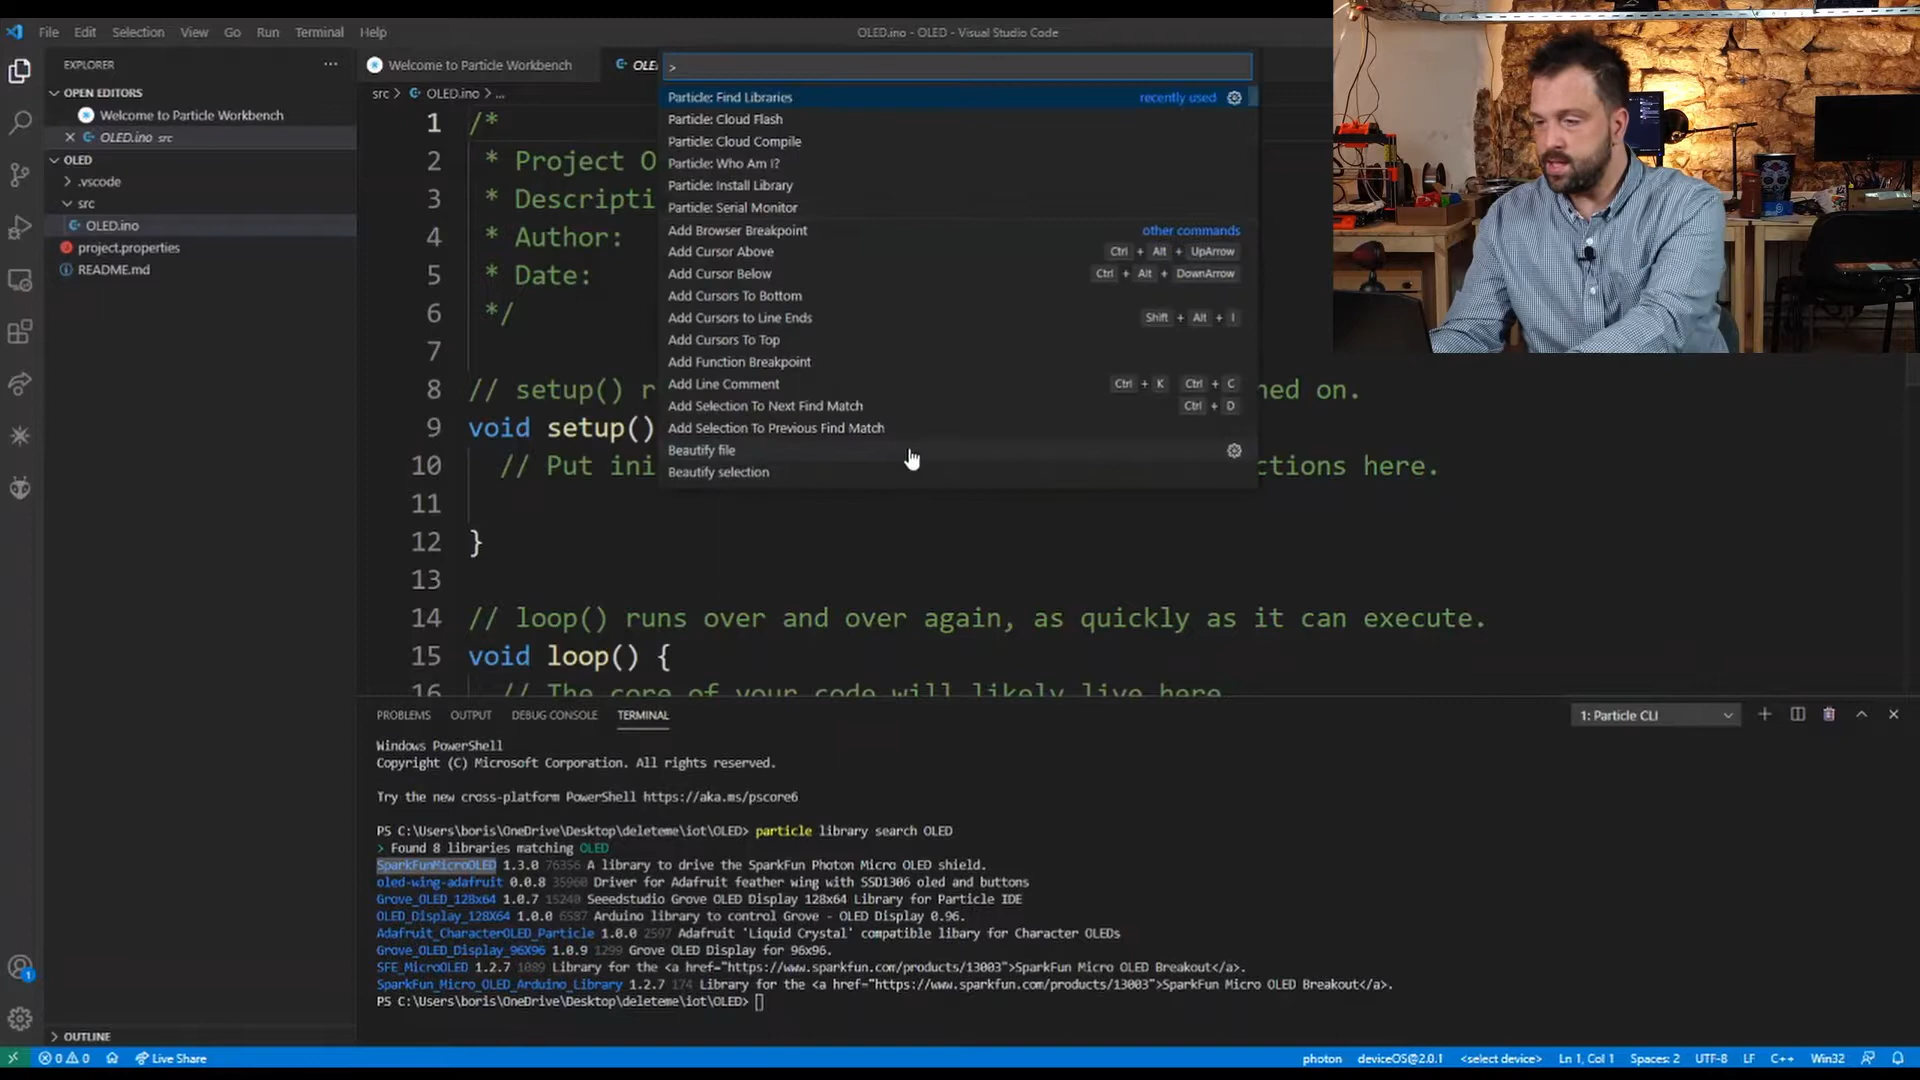 File Edit Selection View Go Run Terminal Help
OLED.ino - OLED - Visual Studio Code
EXPLORER
OPEN EDITORS
Welcome to Particle Workbench
OLED.ino src
OLED
.vscode
src
OLED.ino
project.properties
README.md
OUTLINE
Welcome to Particle Workbench
OLE
src > OLED.ino > ...
>
Particle: Find Libraries recently used
Particle: Cloud Flash
Particle: Cloud Compile
Particle: Who Am I?
Particle: Install Library
Particle: Serial Monitor
Add Browser Breakpoint other commands
Add Cursor Above Ctrl + Alt + UpArrow
Add Cursor Below Ctrl + Alt + DownArrow
Add Cursors To Bottom
Add Cursors to Line Ends Shift + Alt + I
Add Cursors To Top
Add Function Breakpoint
Add Line Comment Ctrl + K Ctrl + C
Add Selection To Next Find Match Ctrl + D
Add Selection To Previous Find Match
Beautify file
Beautify selection
1 /*
2 * Project O
3 * Descripti
4 * Author:
5 * Date:
6 */
7
8 // setup() r ned on.
9 void setup()
10 // Put ini ctions here.
11
12 }
13
14 // loop() runs over and over again, as quickly as it can execute.
15 void loop() {
16 // The core of your code will likely live here.
PROBLEMS OUTPUT DEBUG CONSOLE TERMINAL
1: Particle CLI
Windows PowerShell
Copyright (C) Microsoft Corporation. All rights reserved.
Try the new cross-platform PowerShell https://aka.ms/pscore6
PS C:\Users\boris\OneDrive\Desktop\deleteme\iot\OLED> particle library search OLED
> Found 8 libraries matching OLED
SparkFunMicroOLED 1.3.0 76356 A library to drive the SparkFun Photon Micro OLED shield.
oled-wing-adafruit 0.0.8 35960 Driver for Adafruit feather wing with SSD1306 oled and buttons
Grove_OLED_128x64 1.0.7 15240 Seeedstudio Grove OLED Display 128x64 Library for Particle IDE
OLED_Display_128X64 1.0.0 6587 Arduino library to control Grove - OLED Display 0.96.
Adafruit_CharacterOLED_Particle 1.0.0 2597 Adafruit 'Liquid Crystal' compatible libary for Character OLEDs
Grove_OLED_Display_96X96 1.0.9 1299 Grove OLED Display for 96x96.
SFE_MicroOLED 1.2.7 1089 Library for the <a href="https://www.sparkfun.com/products/13003">SparkFun Micro OLED Breakout</a>.
SparkFun_Micro_OLED_Arduino_Library 1.2.7 174 Library for the <a href="https://www.sparkfun.com/products/13003">SparkFun Micro OLED Breakout</a>.
PS C:\Users\boris\OneDrive\Desktop\deleteme\iot\OLED>
0 0 Live Share
photon deviceOS@2.0.1 <select device> Ln 1, Col 1 Spaces: 2 UTF-8 LF C++ Win32